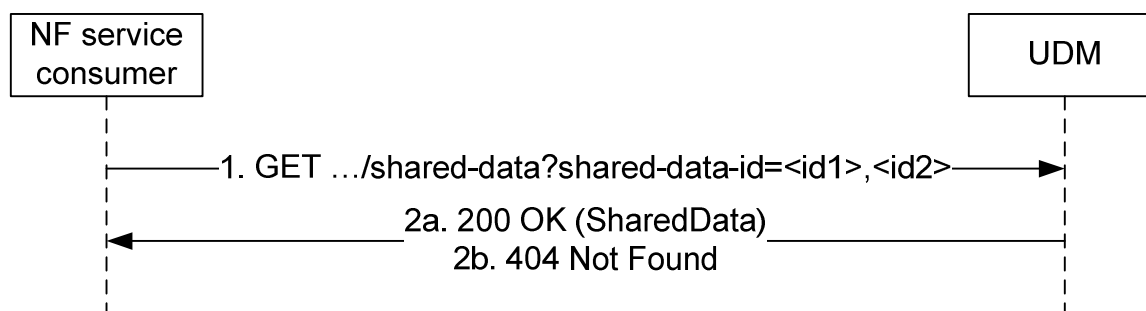 NF service
consumer
UDM
1. GET …/shared-data?shared-data-id=<id1>,<id2>
2a. 200 OK (SharedData)
2b. 404 Not Found